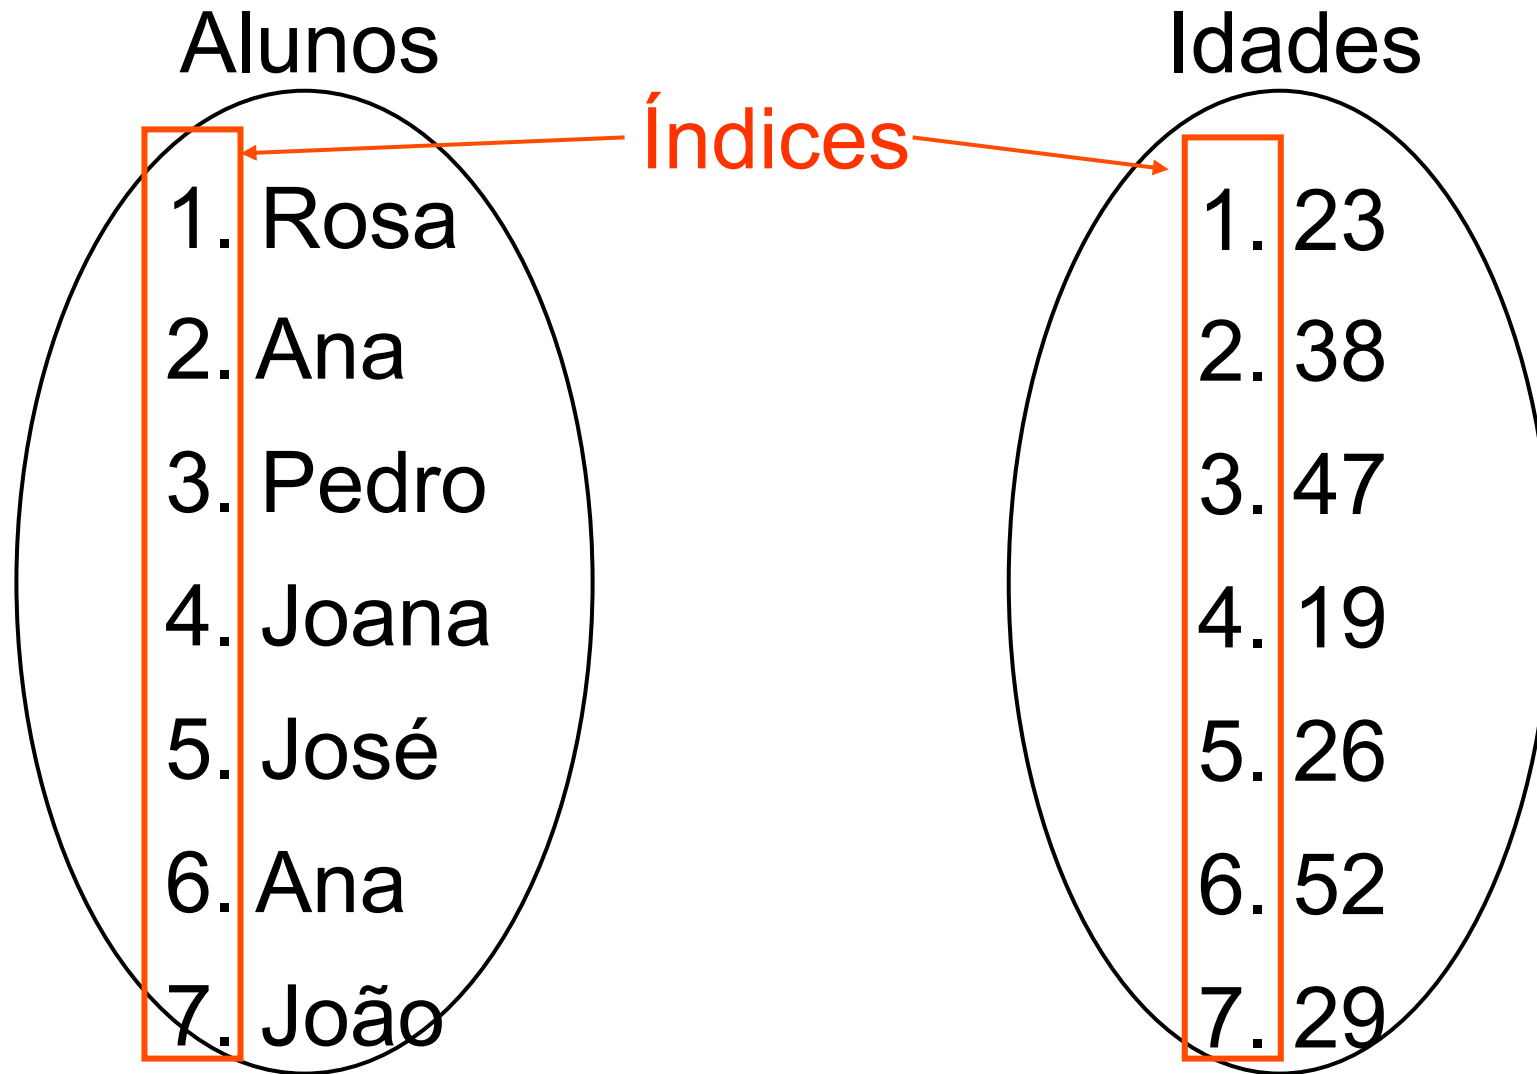 Alunos
Idades
Índices
1. Rosa
2. Ana
3. Pedro
4. Joana
5. José
6. Ana
7. João
1. 23
2. 38
3. 47
4. 19
5. 26
6. 52
7. 29